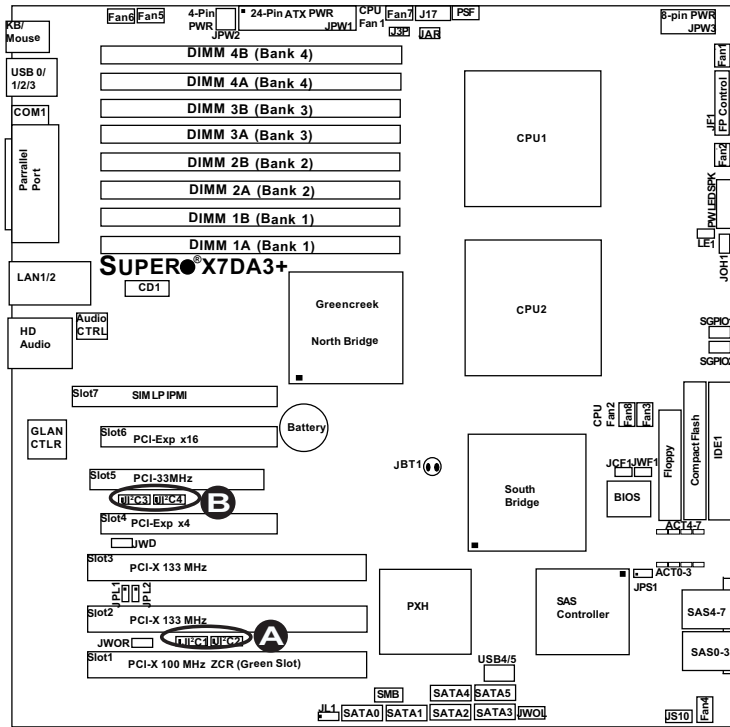 Fan6 Fan5
4-Pin
PWR
JPW2
24-Pin ATX PWR
JPW1
CPU
Fan 1
Fan7
J17
PSF
J3P
JAR
8-pin PWR
JPW3
KB/
Mouse
USB 0/
1/2/3
COM1
Parrallel
Port
LAN1/2
HD
Audio
Audio
CTRL
CD1
DIMM 4B (Bank 4)
DIMM 4A (Bank 4)
DIMM 3B (Bank 3)
DIMM 3A (Bank 3)
DIMM 2B (Bank 2)
DIMM 2A (Bank 2)
DIMM 1B (Bank 1)
DIMM 1A (Bank 1)
SUPER®X7DA3+
CPU1
CPU2
Fan1
JF1
FP Control
Fan2
PWLEDSPK
LE1
JOH1
SGPIO1
SGPIO2
Greencreek
North Bridge
Slot7
SIMLP IPMI
GLAN
CTLR
Slot6
PCI-Exp x16
Battery
Slot5
PCI-33MHz
JI²C3
JI²C4
B
Slot4
PCI-Exp x4
JWD
Slot3
PCI-X 133 MHz
JPL1
JPL2
Slot2
PCI-X 133 MHz
JWOR
JI²C1
JI²C2
A
Slot1
PCI-X 100 MHz ZCR (Green Slot)
JBT1
South
Bridge
CPU
Fan2
Fan8
Fan3
JCF1
JWF1
BIOS
Floppy
Compact Flash
IDE1
ACT4-7
ACT0-3
JPS1
PXH
SAS
Controller
SAS4-7
SAS0-3
USB4/5
SMB
SATA4
SATA5
JL1
SATA0
SATA1
SATA2
SATA3
JWOL
JS10
Fan4